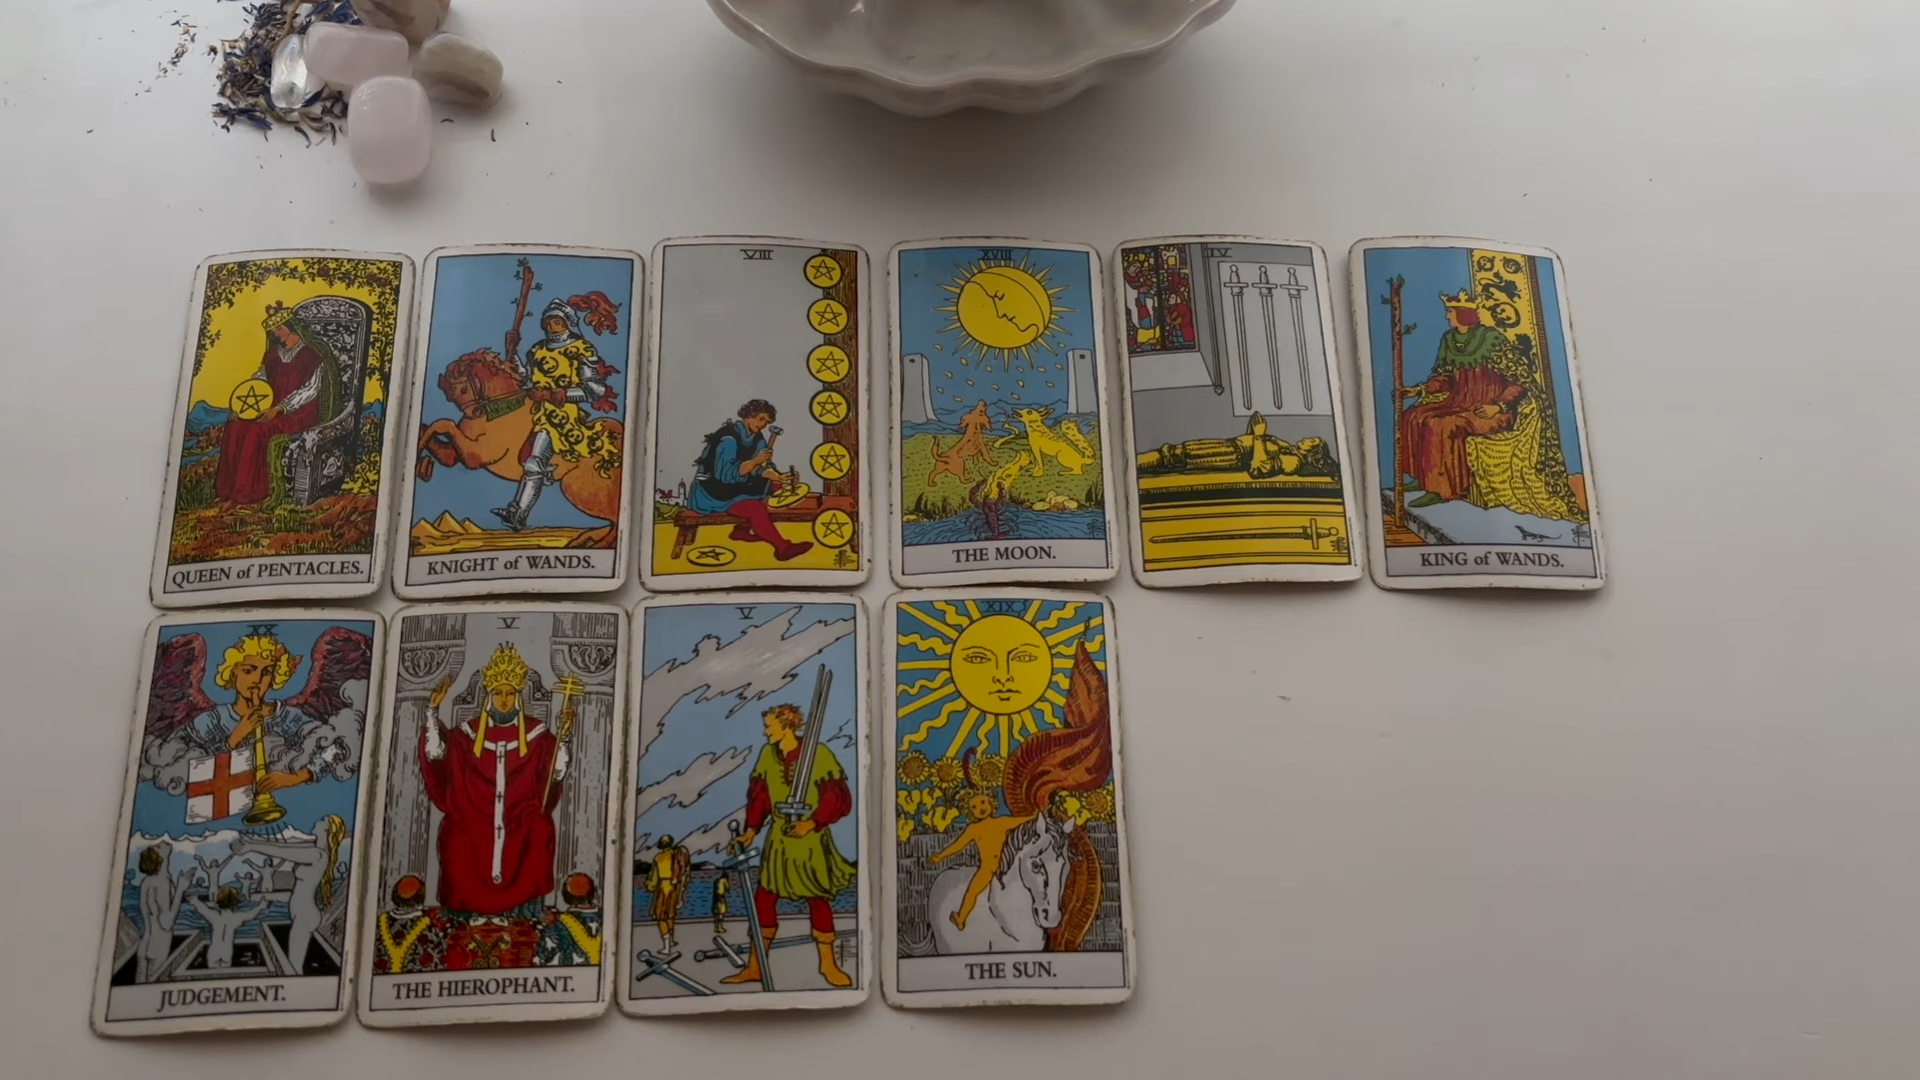 VIII
XVIII
IV
QUEEN of PENTACLES.
KNIGHT of WANDS.
THE MOON.
KING of WANDS.
XX
V
V
XIX
JUDGEMENT.
THE HIEROPHANT.
THE SUN.